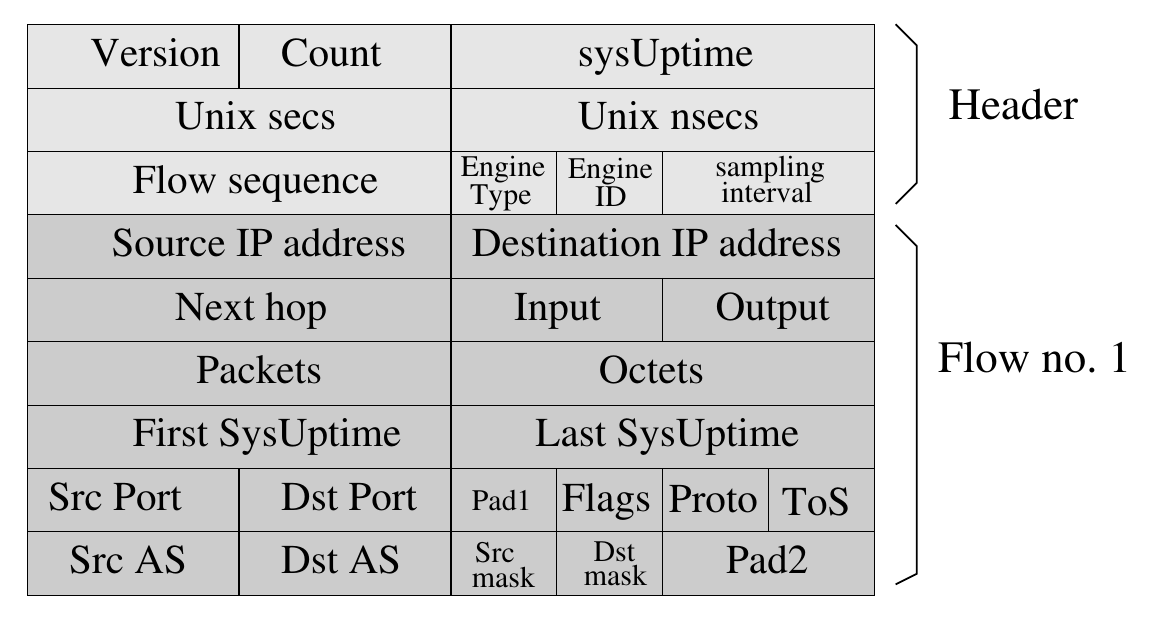 Version Count sysUptime
Unix secs Unix nsecs
Header
Flow sequence
Engine
Type
Engine
ID
sampling
interval
Source IP address Destination IP address
Next hop Input Output
Packets Octets
Flow no. 1
First SysUptime Last SysUptime
Src Port Dst Port Pad1 Flags Proto ToS
Src AS Dst AS
Src
mask
Dst
mask
Pad2